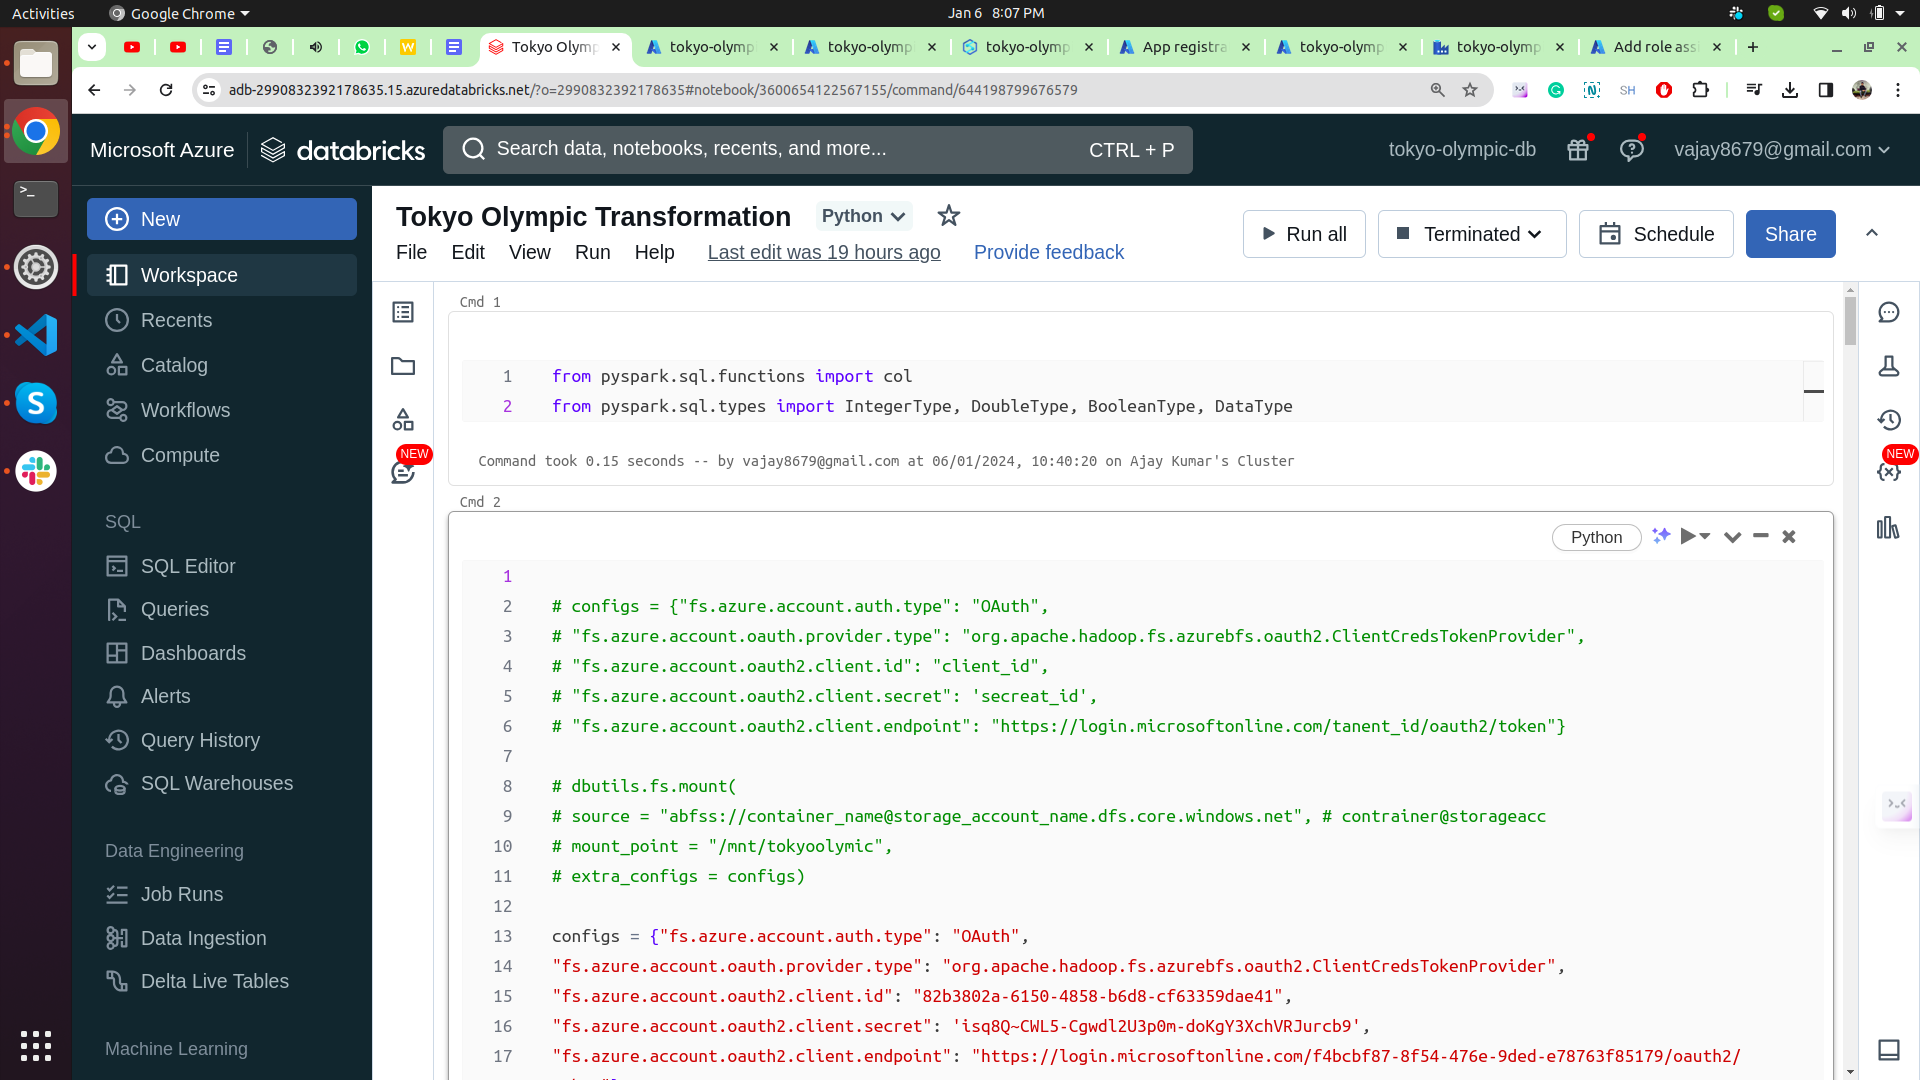 Activities Google Chrome Jan 6 8:07 PM
Tokyo Olymp tokyo-olymp tokyo-olymp tokyo-olymp App registra tokyo-olymp tokyo-olymp Add role ass
adb-2990832392178635.15.azuredatabricks.net/?o=2990832392178635#notebook/3600654122567155/command/644198799676579
SH
Microsoft Azure databricks Search data, notebooks, recents, and more... CTRL + P tokyo-olympic-db vajay8679@gmail.com
New
Workspace
Recents
Catalog
Workflows
Compute
SQL
SQL Editor
Queries
Dashboards
Alerts
Query History
SQL Warehouses
Data Engineering
Job Runs
Data Ingestion
Delta Live Tables
Machine Learning
Tokyo Olympic Transformation Python
File Edit View Run Help Last edit was 19 hours ago Provide feedback
Run all Terminated Schedule Share
NEW
NEW
Cmd 1
1 from pyspark.sql.functions import col
2 from pyspark.sql.types import IntegerType, DoubleType, BooleanType, DataType
Command took 0.15 seconds -- by vajay8679@gmail.com at 06/01/2024, 10:40:20 on Ajay Kumar's Cluster
Cmd 2
Python
1
2 # configs = {"fs.azure.account.auth.type": "OAuth",
3 # "fs.azure.account.oauth.provider.type": "org.apache.hadoop.fs.azurebfs.oauth2.ClientCredsTokenProvider",
4 # "fs.azure.account.oauth2.client.id": "client_id",
5 # "fs.azure.account.oauth2.client.secret": 'secreat_id',
6 # "fs.azure.account.oauth2.client.endpoint": "https://login.microsoftonline.com/tanent_id/oauth2/token"}
7
8 # dbutils.fs.mount(
9 # source = "abfss://container_name@storage_account_name.dfs.core.windows.net", # contrainer@storageacc
10 # mount_point = "/mnt/tokyoolymic",
11 # extra_configs = configs)
12
13 configs = {"fs.azure.account.auth.type": "OAuth",
14 "fs.azure.account.oauth.provider.type": "org.apache.hadoop.fs.azurebfs.oauth2.ClientCredsTokenProvider",
15 "fs.azure.account.oauth2.client.id": "82b3802a-6150-4858-b6d8-cf63359dae41",
16 "fs.azure.account.oauth2.client.secret": 'isq8Q~CWL5-Cgwdl2U3p0m-doKgY3XchVRJurcb9',
17 "fs.azure.account.oauth2.client.endpoint": "https://login.microsoftonline.com/f4bcbf87-8f54-476e-9ded-e78763f85179/oauth2/